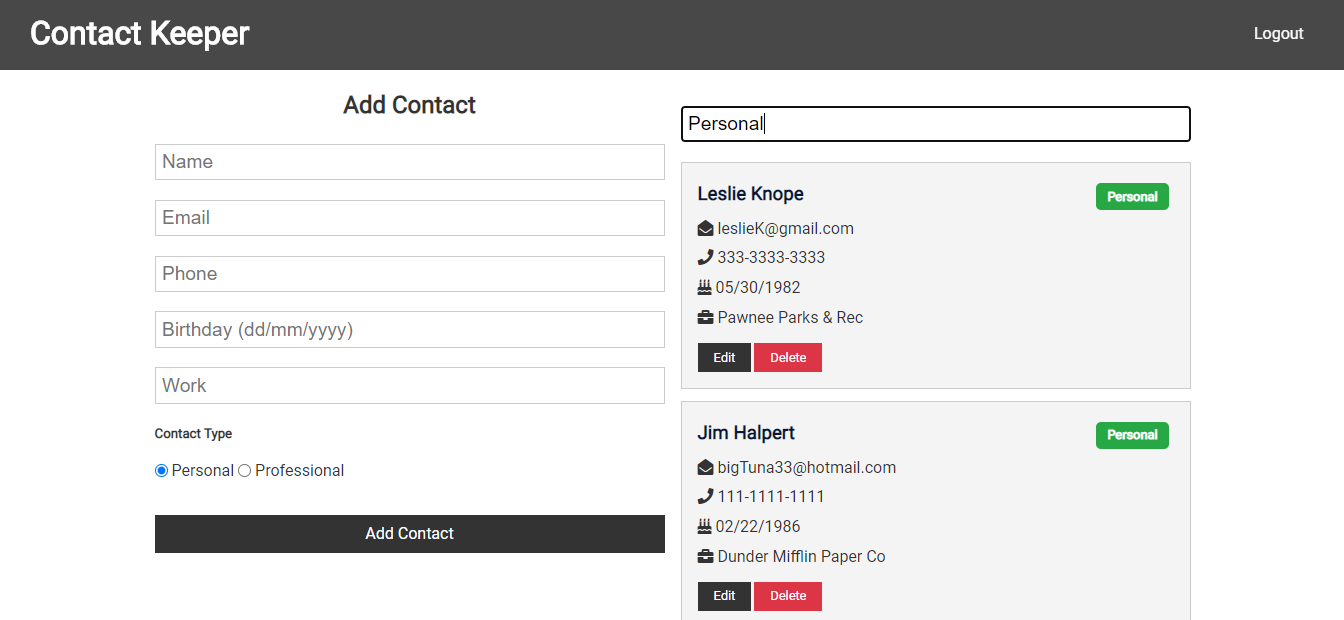 Contact Keeper
Logout
Add Contact
Name
Email
Phone
Birthday (dd/mm/yyyy)
Work
Contact Type
Personal Professional
Add Contact
Personal
Leslie Knope
Personal
leslieK@gmail.com
333-3333-3333
05/30/1982
Pawnee Parks & Rec
Edit Delete
Jim Halpert
Personal
bigTuna33@hotmail.com
111-1111-1111
02/22/1986
Dunder Mifflin Paper Co
Edit Delete